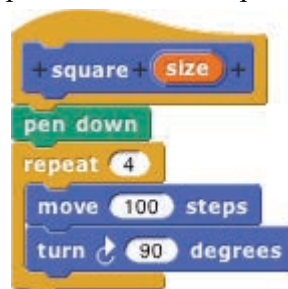 + square + size +
pen down
repeat 4
move 100 steps
turn 90 degrees